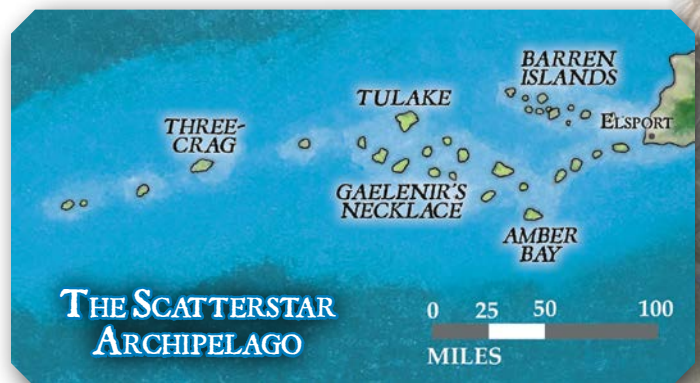 BARREN
ISLANDS
TULAKE
THREE-
CRAG
ELSPORT
GAELENIR'S
NECKLACE
AMBER
BAY
THE SCATTERSTAR
ARCHIPELAGO
0 25 50 100
MILES